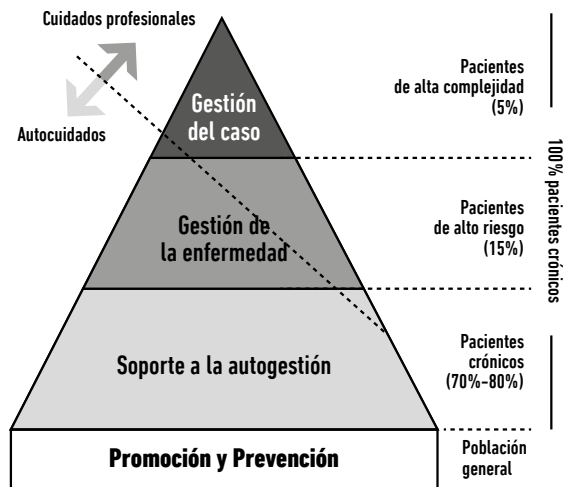 Cuidados profesionales
Autocuidados
Gestión
del caso
Pacientes
de alta complejidad
(5%)
Gestión de
la enfermedad
Pacientes
de alto riesgo
(15%)
100% pacientes crónicos
Soporte a la autogestión
Pacientes
crónicos
(70%-80%)
Promoción y Prevención
Población
general